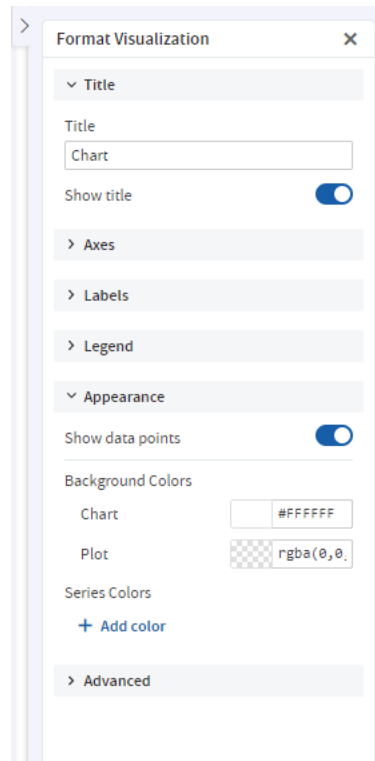 Format Visualization
Title
Title
Chart
Show title
Axes
Labels
Legend
Appearance
Show data points
Background Colors
Chart #FFFFFF
Plot rgba(0,0,
Series Colors
+ Add color
Advanced